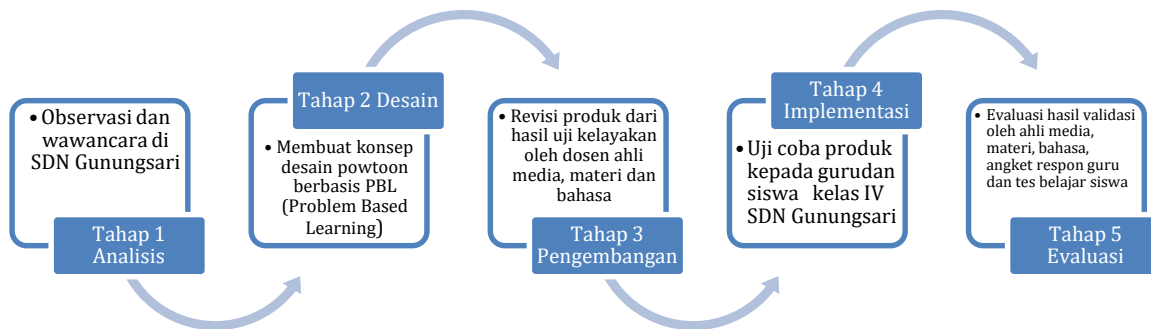 • Observasi dan
wawancara di
SDN Gunungsari
Tahap 1
Analisis
Tahap 2 Desain
• Membuat konsep
desain powtoon
berbasis PBL
(Problem Based
Learning)
• Revisi produk dari
hasil uji kelayakan
oleh dosen ahli
media, materi dan
bahasa
Tahap 3
Pengembangan
Tahap 4
Implementasi
• Uji coba produk
kepada gurudan
siswa kelas IV
SDN Gunungsari
• Evaluasi hasil validasi
oleh ahli media,
materi, bahasa,
angket respon guru
dan tes belajar siswa
Tahap 5
Evaluasi